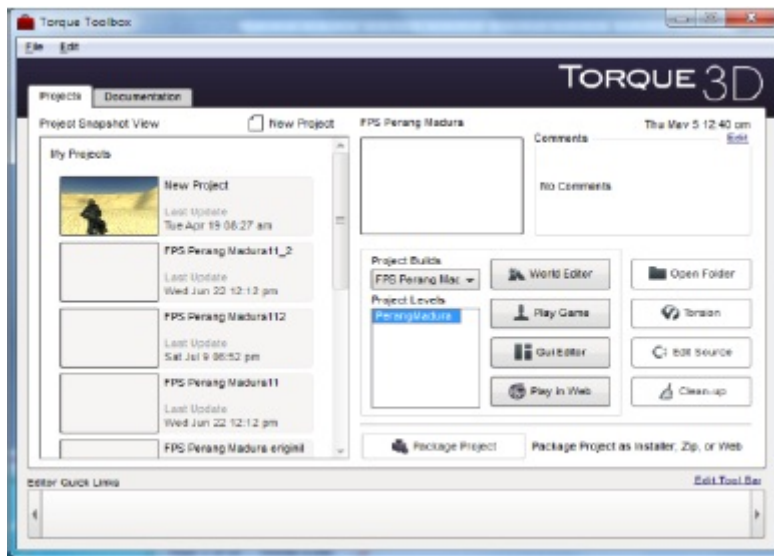 Torque Toolbox
File Edit
TORQUE 3D
Projects Documentation
Project Snapshot View
New Project
My Projects
New Project
Last Update
Tue Apr 19 08:27 am
FPS Perang Madura11_2
Last Update
Wed Jun 22 12:12 pm
FPS Perang Madura112
Last Update
Sat Jul 9 06:52 pm
FPS Perang Madura11
Last Update
Wed Jun 22 12:12 pm
FPS Perang Madura originil
FPS Perang Madura
Thu May 5 12:40 pm
Comments
Edit
No Comments
Project Builds
FPS Perang Mac
Project Levels
PerangMadura
World Editor
Play Game
Gui Editor
Play in Web
Open Folder
Torsion
Edit Source
Clean-up
Package Project
Package Project as Installer, Zip, or Web
Editor Quick Links
Edit Tool Bar